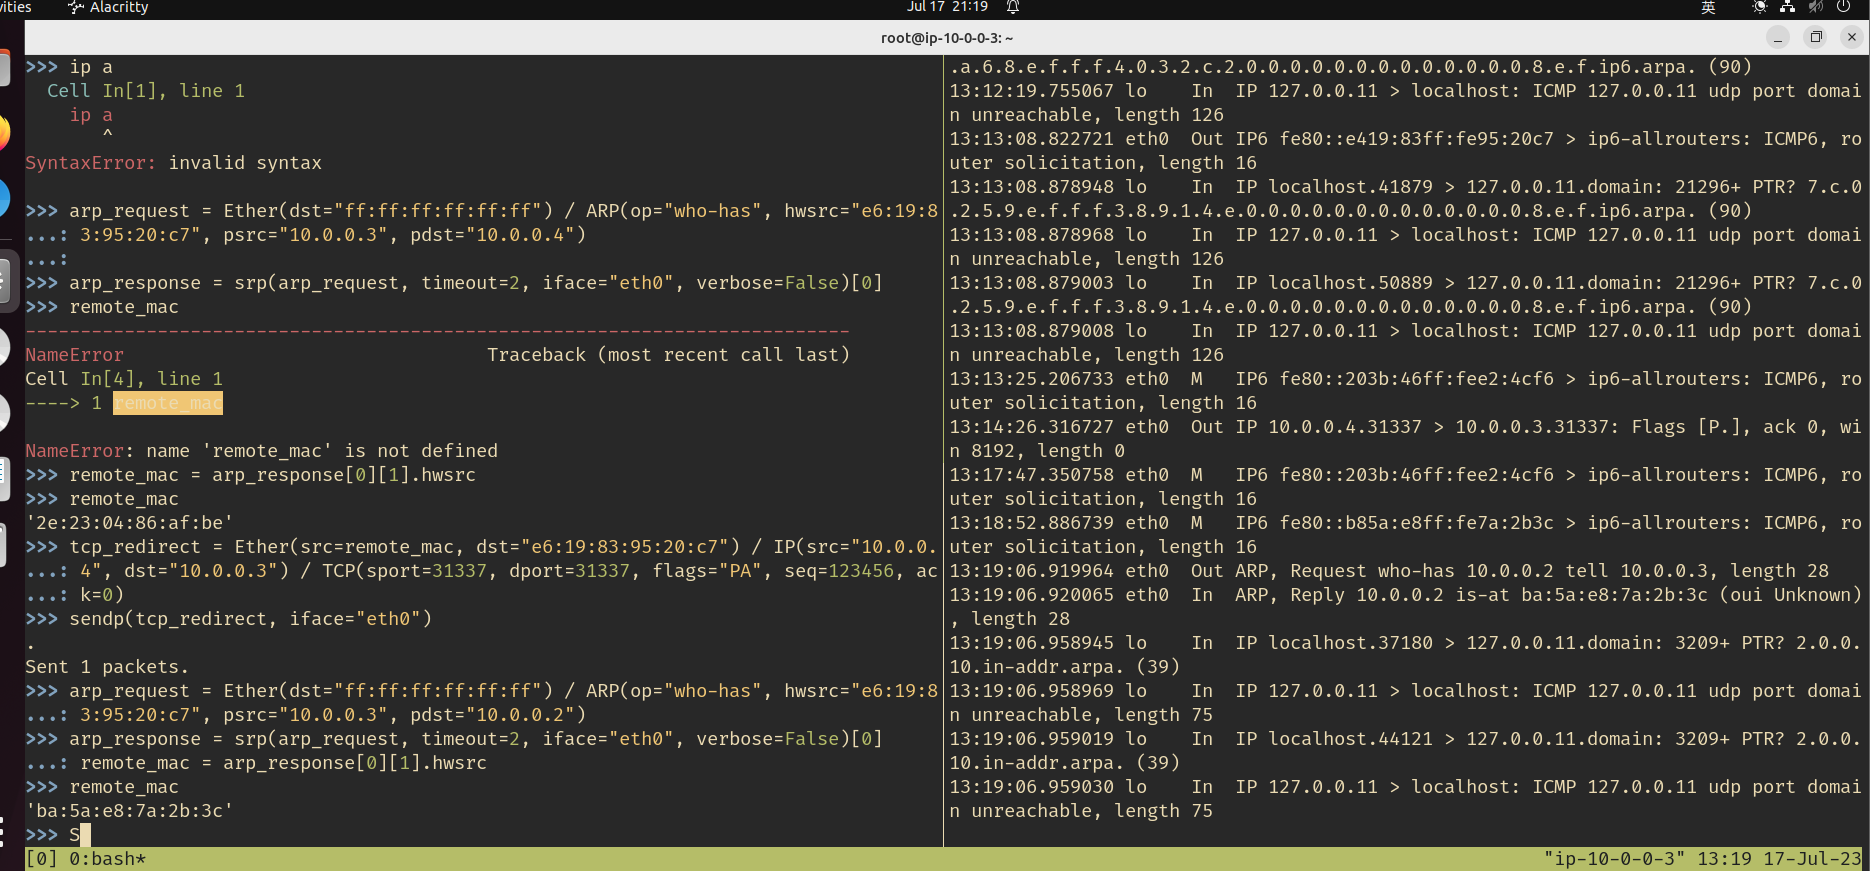 vities
Alacritty
Jul 17 21:19
英
root@ip-10-0-0-3: ~
>>> ip a
  Cell In[1], line 1
    ip a
       ^
SyntaxError: invalid syntax
>>> arp_request = Ether(dst="ff:ff:ff:ff:ff:ff") / ARP(op="who-has", hwsrc="e6:19:8
...: 3:95:20:c7", psrc="10.0.0.3", pdst="10.0.0.4")
...:
>>> arp_response = srp(arp_request, timeout=2, iface="eth0", verbose=False)[0]
>>> remote_mac
---------------------------------------------------------------------------
NameError                                 Traceback (most recent call last)
Cell In[4], line 1
----> 1 remote_mac
NameError: name 'remote_mac' is not defined
>>> remote_mac = arp_response[0][1].hwsrc
>>> remote_mac
'2e:23:04:86:af:be'
>>> tcp_redirect = Ether(src=remote_mac, dst="e6:19:83:95:20:c7") / IP(src="10.0.0.
...: 4", dst="10.0.0.3") / TCP(sport=31337, dport=31337, flags="PA", seq=123456, ac
...: k=0)
>>> sendp(tcp_redirect, iface="eth0")
.
Sent 1 packets.
>>> arp_request = Ether(dst="ff:ff:ff:ff:ff:ff") / ARP(op="who-has", hwsrc="e6:19:8
...: 3:95:20:c7", psrc="10.0.0.3", pdst="10.0.0.2")
>>> arp_response = srp(arp_request, timeout=2, iface="eth0", verbose=False)[0]
...: remote_mac = arp_response[0][1].hwsrc
>>> remote_mac
'ba:5a:e8:7a:2b:3c'
>>> S
.a.6.8.e.f.f.f.4.0.3.2.c.2.0.0.0.0.0.0.0.0.0.0.0.0.0.8.e.f.ip6.arpa. (90)
13:12:19.755067 lo    In  IP 127.0.0.11 > localhost: ICMP 127.0.0.11 udp port domai
n unreachable, length 126
13:13:08.822721 eth0  Out IP6 fe80::e419:83ff:fe95:20c7 > ip6-allrouters: ICMP6, ro
uter solicitation, length 16
13:13:08.878948 lo    In  IP localhost.41879 > 127.0.0.11.domain: 21296+ PTR? 7.c.0
.2.5.9.e.f.f.f.3.8.9.1.4.e.0.0.0.0.0.0.0.0.0.0.0.0.0.8.e.f.ip6.arpa. (90)
13:13:08.878968 lo    In  IP 127.0.0.11 > localhost: ICMP 127.0.0.11 udp port domai
n unreachable, length 126
13:13:08.879003 lo    In  IP localhost.50889 > 127.0.0.11.domain: 21296+ PTR? 7.c.0
.2.5.9.e.f.f.f.3.8.9.1.4.e.0.0.0.0.0.0.0.0.0.0.0.0.0.8.e.f.ip6.arpa. (90)
13:13:08.879008 lo    In  IP 127.0.0.11 > localhost: ICMP 127.0.0.11 udp port domai
n unreachable, length 126
13:13:25.206733 eth0  M   IP6 fe80::203b:46ff:fee2:4cf6 > ip6-allrouters: ICMP6, ro
uter solicitation, length 16
13:14:26.316727 eth0  Out IP 10.0.0.4.31337 > 10.0.0.3.31337: Flags [P.], ack 0, wi
n 8192, length 0
13:17:47.350758 eth0  M   IP6 fe80::203b:46ff:fee2:4cf6 > ip6-allrouters: ICMP6, ro
uter solicitation, length 16
13:18:52.886739 eth0  M   IP6 fe80::b85a:e8ff:fe7a:2b3c > ip6-allrouters: ICMP6, ro
uter solicitation, length 16
13:19:06.919964 eth0  Out ARP, Request who-has 10.0.0.2 tell 10.0.0.3, length 28
13:19:06.920065 eth0  In  ARP, Reply 10.0.0.2 is-at ba:5a:e8:7a:2b:3c (oui Unknown)
, length 28
13:19:06.958945 lo    In  IP localhost.37180 > 127.0.0.11.domain: 3209+ PTR? 2.0.0.
10.in-addr.arpa. (39)
13:19:06.958969 lo    In  IP 127.0.0.11 > localhost: ICMP 127.0.0.11 udp port domai
n unreachable, length 75
13:19:06.959019 lo    In  IP localhost.44121 > 127.0.0.11.domain: 3209+ PTR? 2.0.0.
10.in-addr.arpa. (39)
13:19:06.959030 lo    In  IP 127.0.0.11 > localhost: ICMP 127.0.0.11 udp port domai
n unreachable, length 75
[0] 0:bash*
"ip-10-0-0-3" 13:19 17-Jul-23